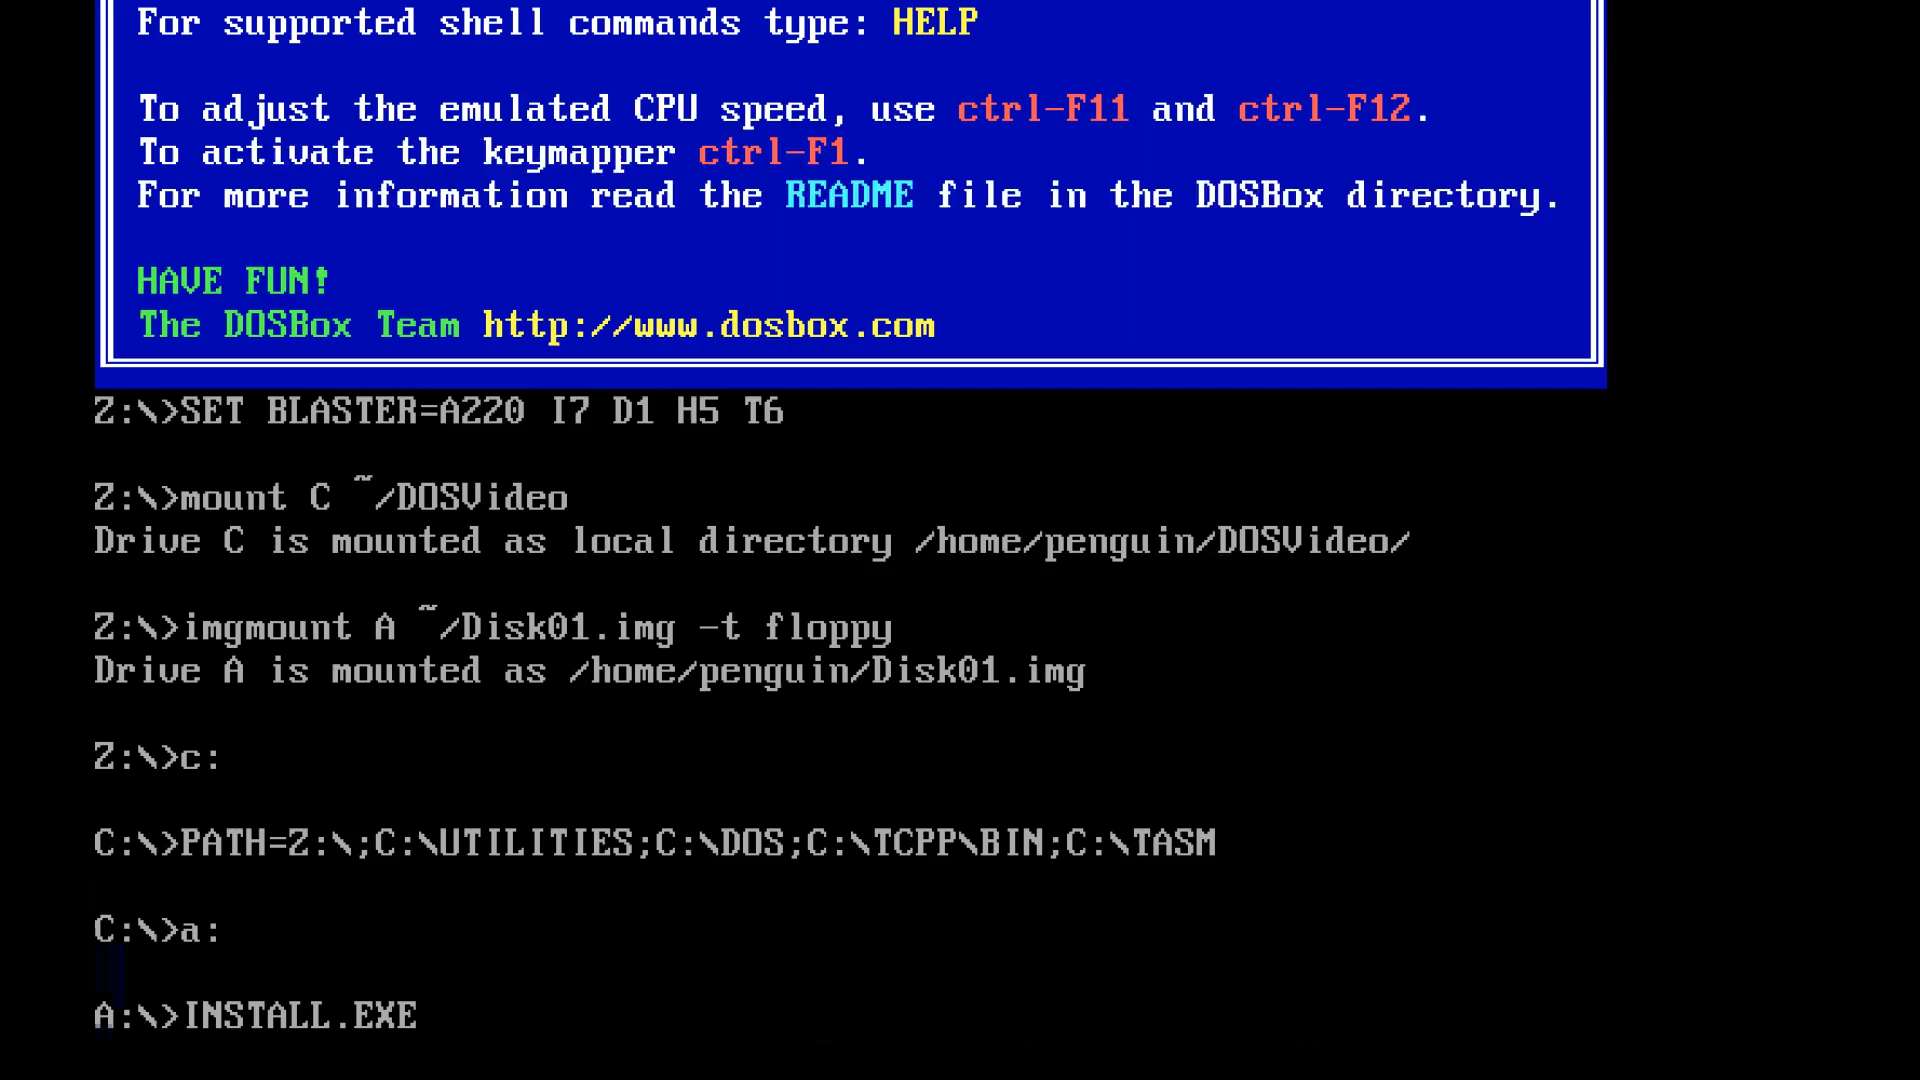 For supported shell commands type: HELP
To adjust the emulated CPU speed, use ctrl-F11 and ctrl-F12.
To activate the keymapper ctrl-F1.
For more information read the README file in the DOSBox directory.
HAVE FUN!
The DOSBox Team http://www.dosbox.com
Z:\>SET BLASTER=A220 I7 D1 H5 T6
Z:\>mount C ~/DOSVideo
Drive C is mounted as local directory /home/penguin/DOSVideo/
Z:\>imgmount A ~/Disk01.img -t floppy
Drive A is mounted as /home/penguin/Disk01.img
Z:\>c:
C:\>PATH=Z:\;C:\UTILITIES;C:\DOS;C:\TCPP\BIN;C:\TASM
C:\>a:
A:\>INSTALL.EXE